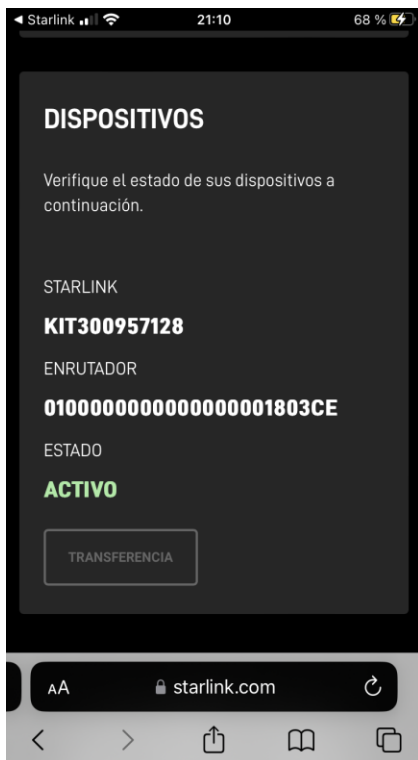 ◀ Starlink 21:10 68 %
DISPOSITIVOS
Verifique el estado de sus dispositivos a
continuación.
STARLINK
KIT300957128
ENRUTADOR
0100000000000000001803CE
ESTADO
ACTIVO
TRANSFERENCIA
AA starlink.com